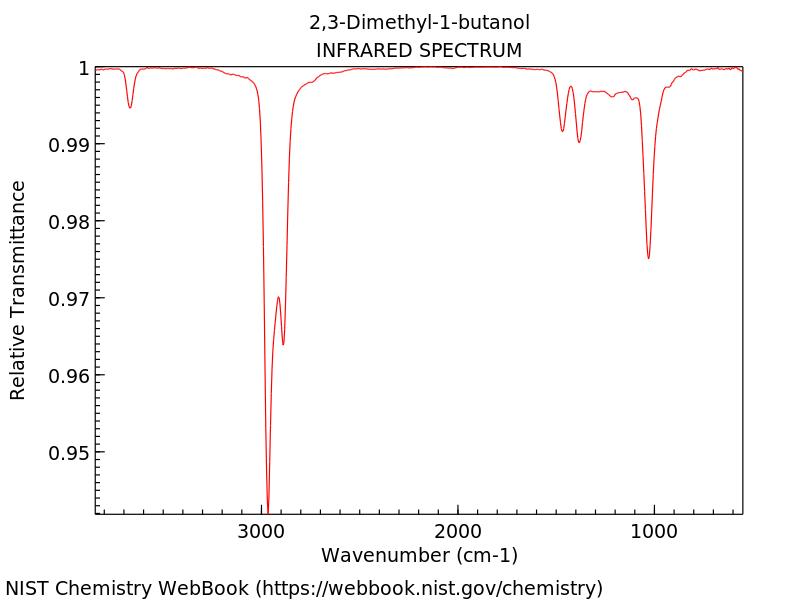 2,3-Dimethyl-1-butanol
INFRARED SPECTRUM
1
0.99
0.98
0.97
0.96
0.95
Relative Transmittance
3000
2000
1000
Wavenumber (cm-1)
NIST Chemistry WebBook (https://webbook.nist.gov/chemistry)